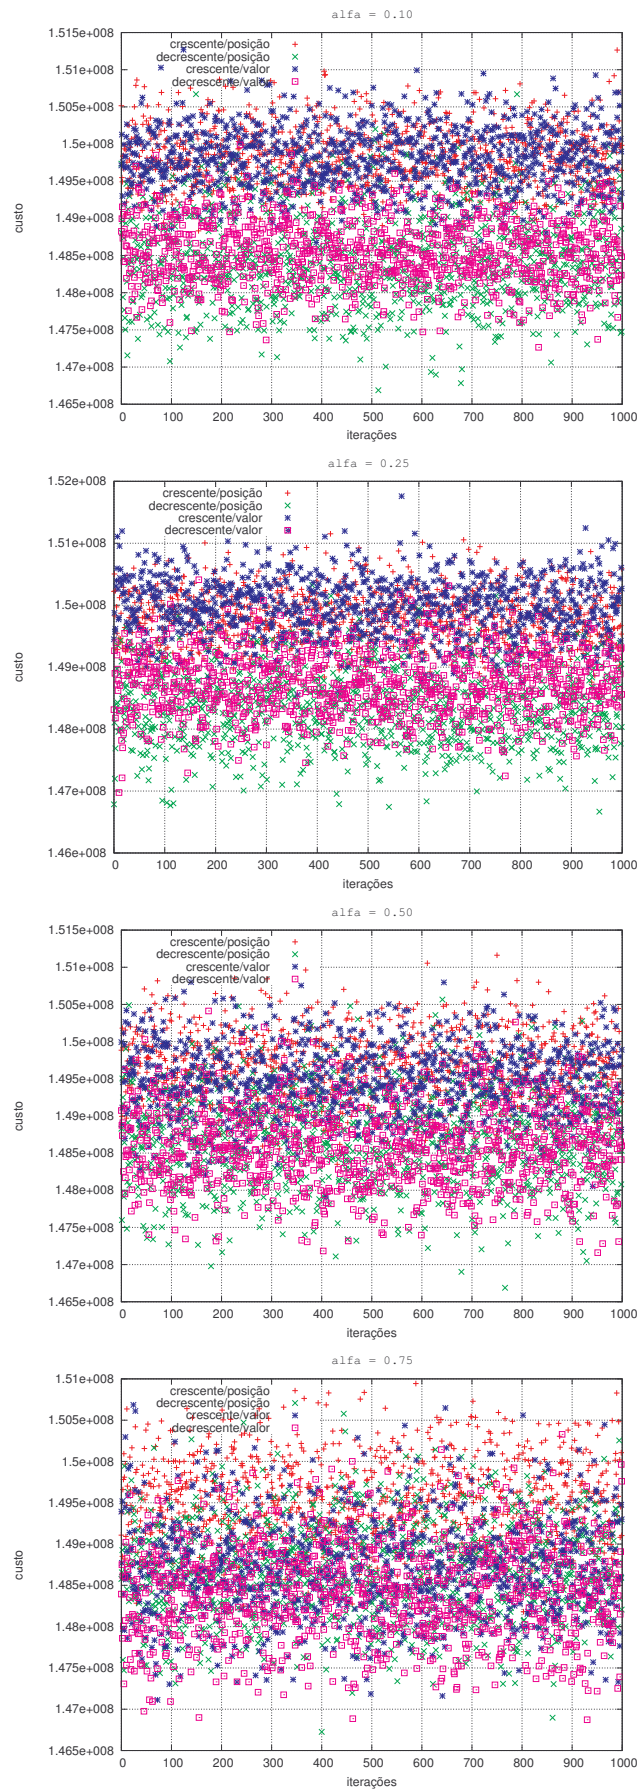 alfa = 0.10
1.515e+008
crescente/posição
decrescente/posição
crescente/valor
decrescente/valor
1.51e+008
1.505e+008
1.5e+008
1.495e+008
1.49e+008
1.485e+008
1.48e+008
1.475e+008
1.47e+008
1.465e+008
custo
0 100 200 300 400 500 600 700 800 900 1000
iterações
alfa = 0.25
1.52e+008
crescente/posição
decrescente/posição
crescente/valor
decrescente/valor
1.51e+008
1.5e+008
1.49e+008
1.48e+008
1.47e+008
1.46e+008
custo
0 100 200 300 400 500 600 700 800 900 1000
iterações
alfa = 0.50
1.515e+008
crescente/posição
decrescente/posição
crescente/valor
decrescente/valor
1.51e+008
1.505e+008
1.5e+008
1.495e+008
1.49e+008
1.485e+008
1.48e+008
1.475e+008
1.47e+008
1.465e+008
custo
0 100 200 300 400 500 600 700 800 900 1000
iterações
alfa = 0.75
1.51e+008
crescente/posição
decrescente/posição
crescente/valor
decrescente/valor
1.505e+008
1.5e+008
1.495e+008
1.49e+008
1.485e+008
1.48e+008
1.475e+008
1.47e+008
1.465e+008
custo
0 100 200 300 400 500 600 700 800 900 1000
iterações